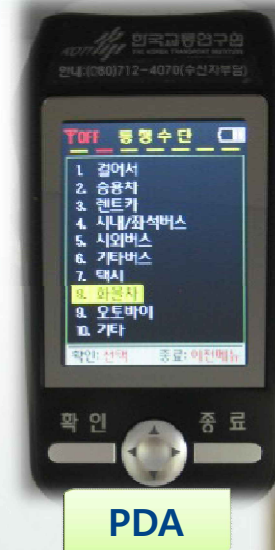 한국교통연구원
안내:(080)712-4070(수신자부담)
OFF 통행수단
1. 걸어서
2. 승용차
3. 렌트카
4. 시내/좌석버스
5. 시외버스
6. 기타버스
7. 택시
8. 화물차
9. 오토바이
10. 기타
확인:선택 종료:이전메뉴
확인 종료
PDA